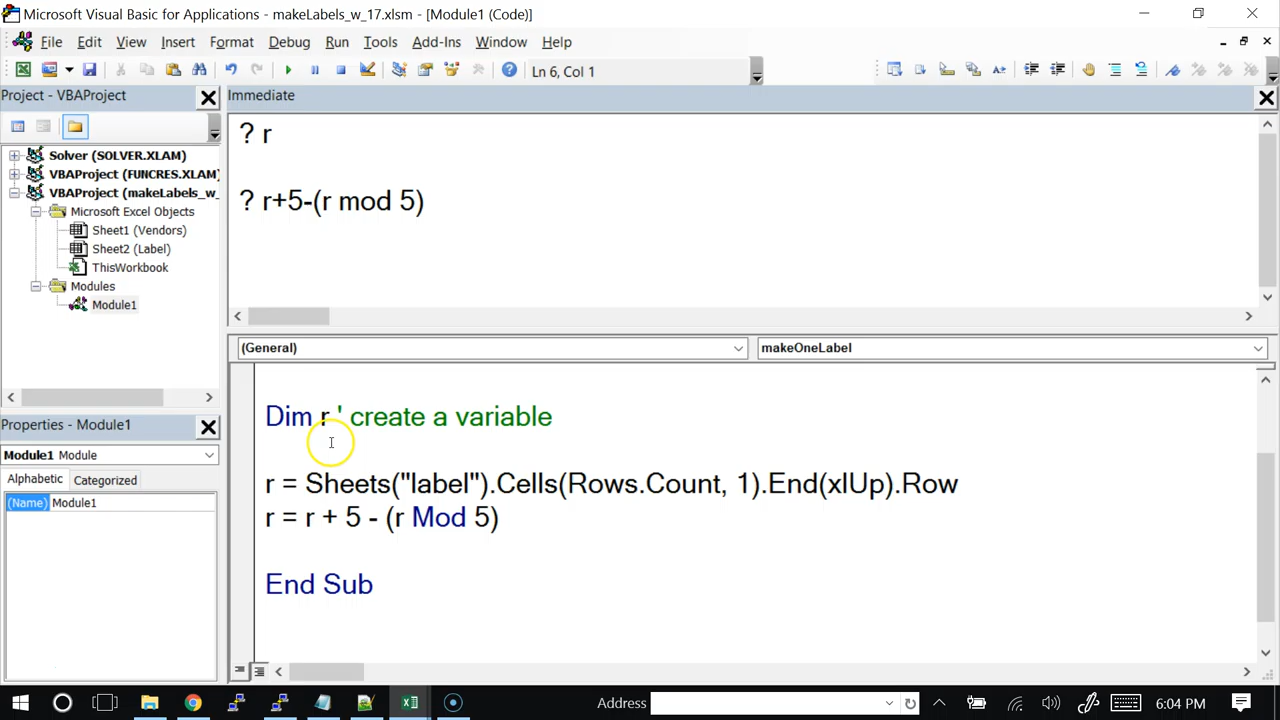 Microsoft Visual Basic for Applications - makeLabels_w_17.xlsm - [Module1 (Code)]
File Edit View Insert Format Debug Run Tools Add-Ins Window Help
Ln 6, Col 1
Project - VBAProject
Immediate
? r
? r+5-(r mod 5)
Solver (SOLVER.XLAM)
VBAProject (FUNCRES.XLAM)
VBAProject (makeLabels_w_
Microsoft Excel Objects
Sheet1 (Vendors)
Sheet2 (Label)
ThisWorkbook
Modules
Module1
(General)
makeOneLabel
Dim r ' create a variable
r = Sheets("label").Cells(Rows.Count, 1).End(xlUp).Row
r = r + 5 - (r Mod 5)
End Sub
Properties - Module1
Module1 Module
Alphabetic Categorized
(Name) Module1
Address
6:04 PM